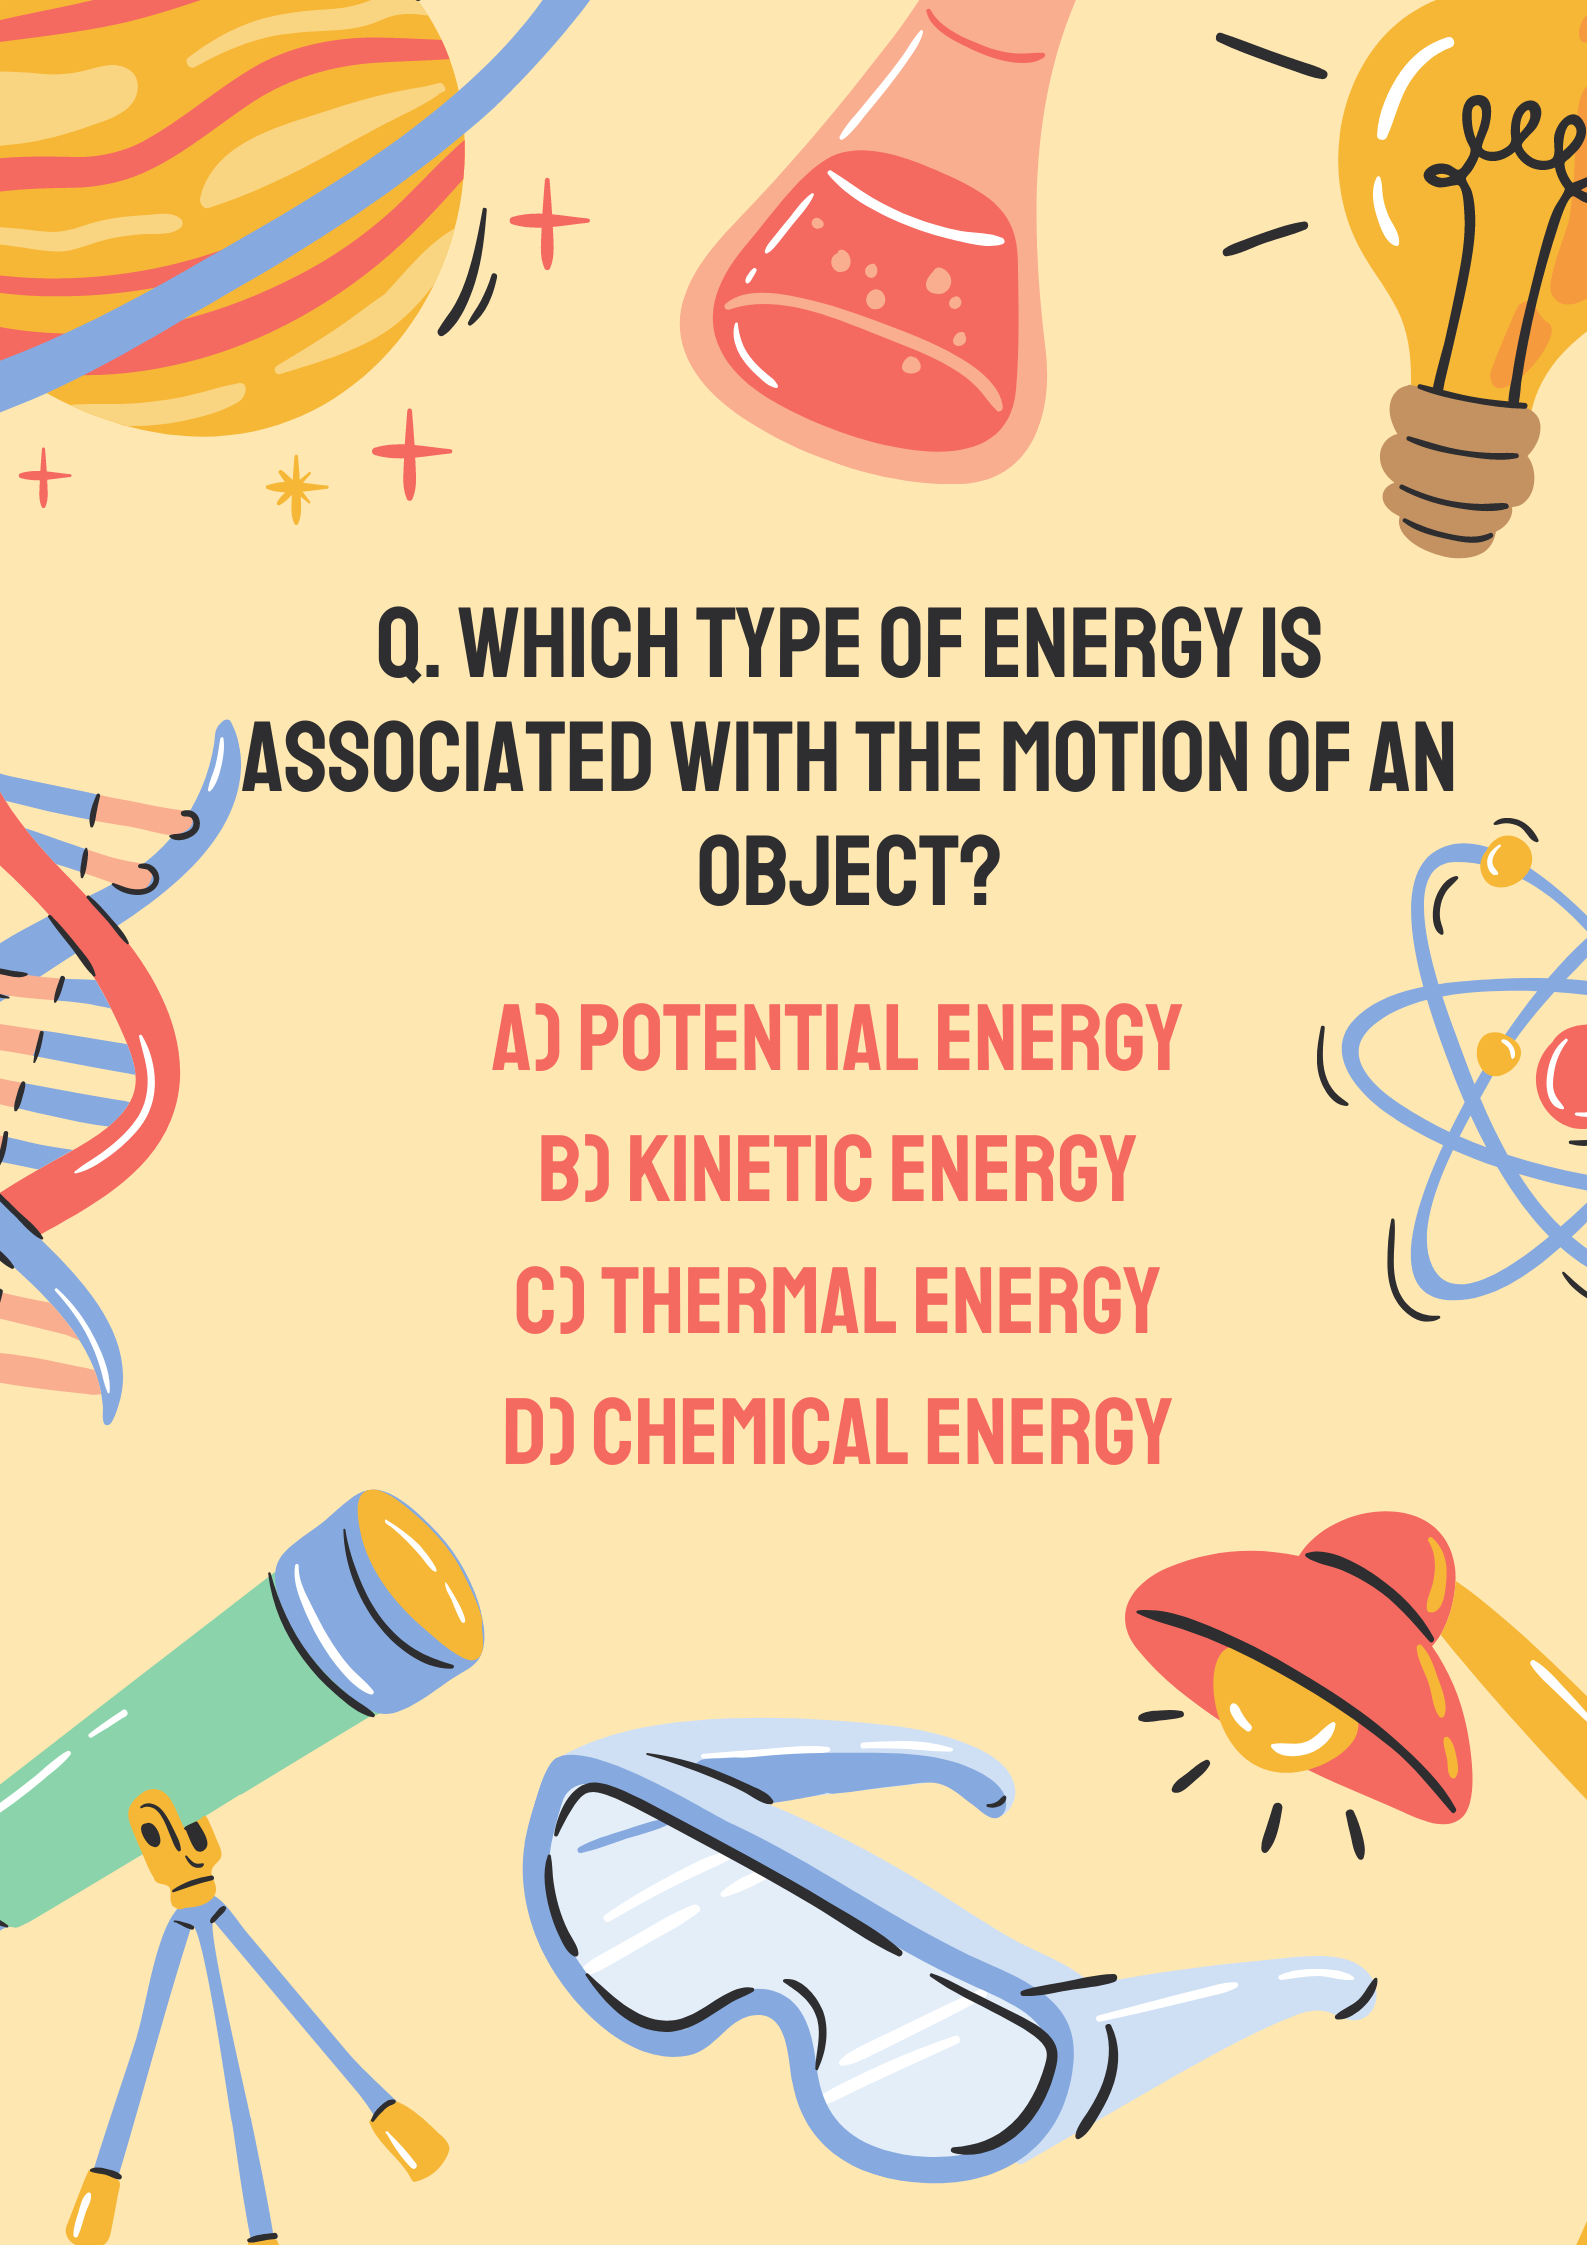 Q. WHICH TYPE OF ENERGY IS
ASSOCIATED WITH THE MOTION OF AN
OBJECT?
A) POTENTIAL ENERGY
B) KINETIC ENERGY
C) THERMAL ENERGY
D) CHEMICAL ENERGY